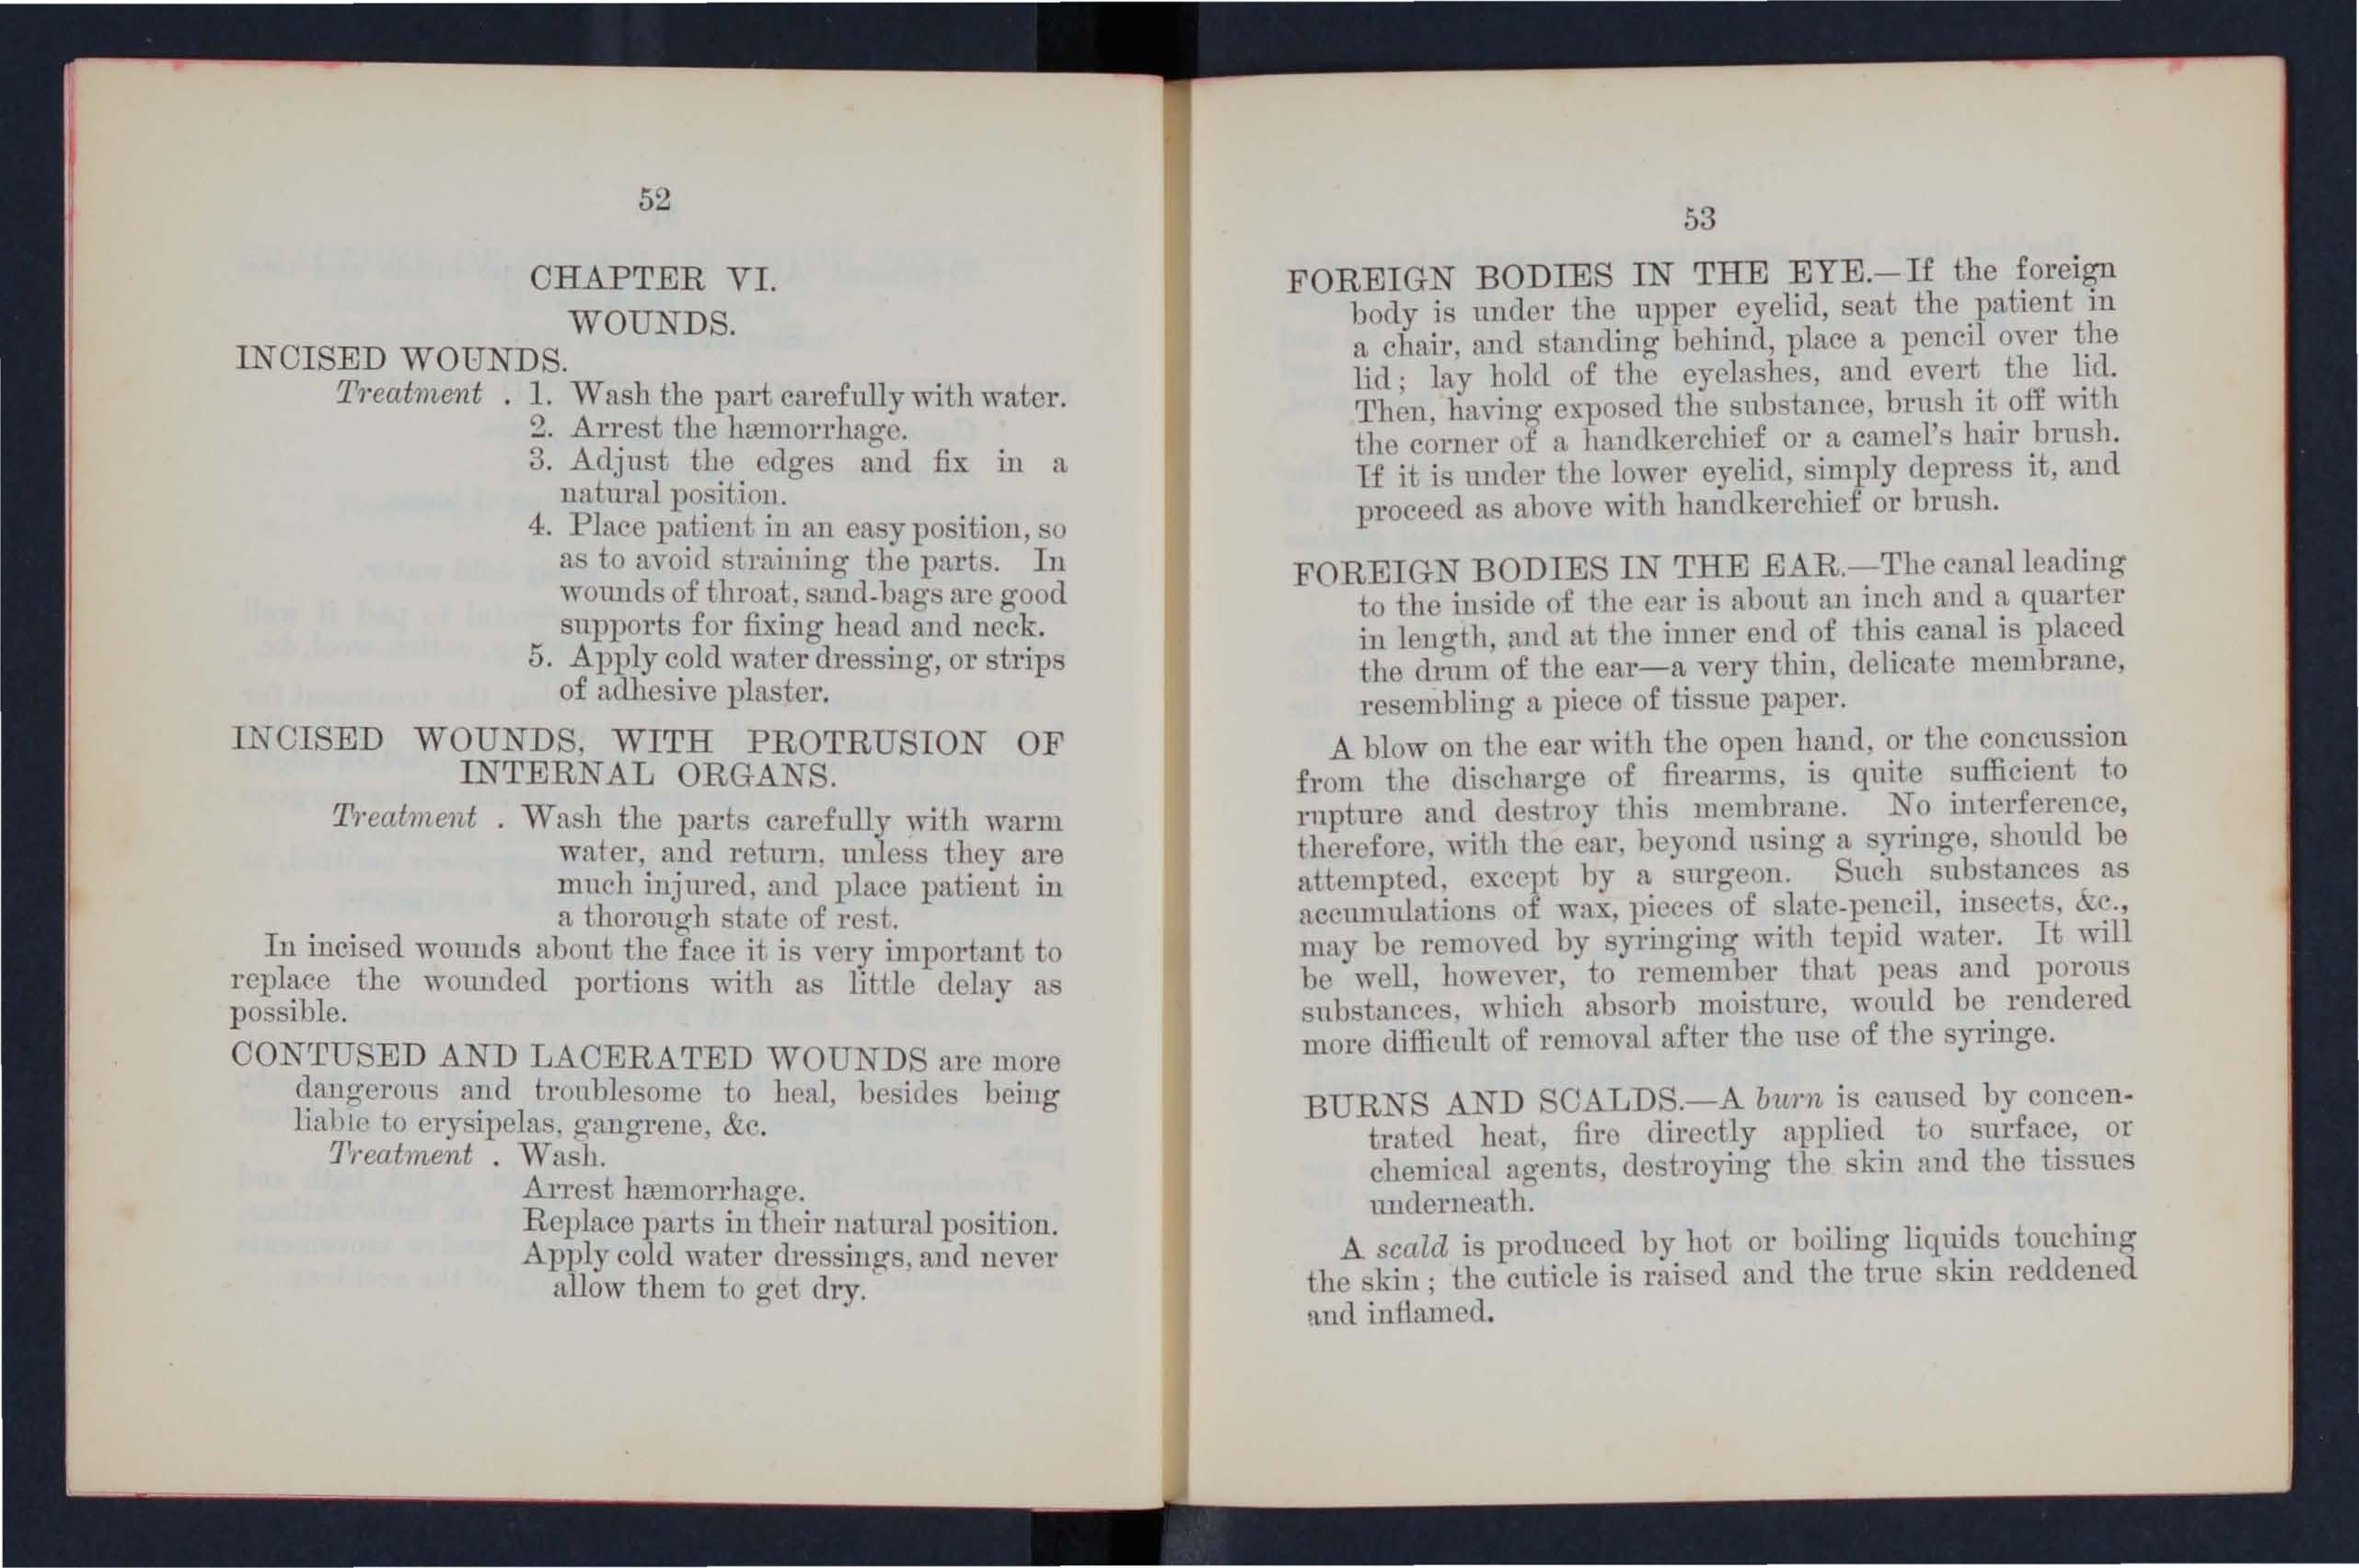 52
CHAPTER VI.
WOUNDS.
INCISED WOUNDS.
Treatment . 1. Wash the part carefully with water.
2. Arrest the hæmorrhage.
3. Adjust the edges and fix in a
natural position.
4. Place patient in an easy position, so
as to avoid straining the parts. In
wounds of throat, sand-bags are good
supports for fixing head and neck.
5. Apply cold water dressing, or strips
of adhesive plaster.
INCISED WOUNDS, WITH PROTRUSION OF
INTERNAL ORGANS.
Treatment . Wash the parts carefully with warm
water, and return, unless they are
much injured, and place patient in
a thorough state of rest.
In incised wounds about the face it is very important to
replace the wounded portions with as little delay as
possible.
CONTUSED AND LACERATED WOUNDS are more
dangerous and troublesome to heal, besides being
liable to erysipelas, gangrene, &c.
Treatment . Wash.
Arrest hæmorrhage.
Replace parts in their natural position.
Apply cold water dressings, and never
allow them to get dry.
53
FOREIGN BODIES IN THE EYE.—If the foreign
body is under the upper eyelid, seat the patient in
a chair, and standing behind, place a pencil over the
lid; lay hold of the eyelashes, and evert the lid.
Then, having exposed the substance, brush it off with
the corner of a handkerchief or a camel's hair brush.
If it is under the lower eyelid, simply depress it, and
proceed as above with handkerchief or brush.
FOREIGN BODIES IN THE EAR.—The canal leading
to the inside of the ear is about an inch and a quarter
in length, and at the inner end of this canal is placed
the drum of the ear—a very thin, delicate membrane,
resembling a piece of tissue paper.
A blow on the ear with the open hand, or the concussion
from the discharge of firearms, is quite sufficient to
rupture and destroy this membrane. No interference,
therefore, with the ear, beyond using a syringe, should be
attempted, except by a surgeon. Such substances as
accumulations of wax, pieces of slate-pencil, insects, &c.,
may be removed by syringing with tepid water. It will
be well, however, to remember that peas and porous
substances, which absorb moisture, would be rendered
more difficult of removal after the use of the syringe.
BURNS AND SCALDS.—A burn is caused by concen-
trated heat, fire directly applied to surface, or
chemical agents, destroying the skin and the tissues
underneath.
A scald is produced by hot or boiling liquids touching
the skin ; the cuticle is raised and the true skin reddened
and inflamed.